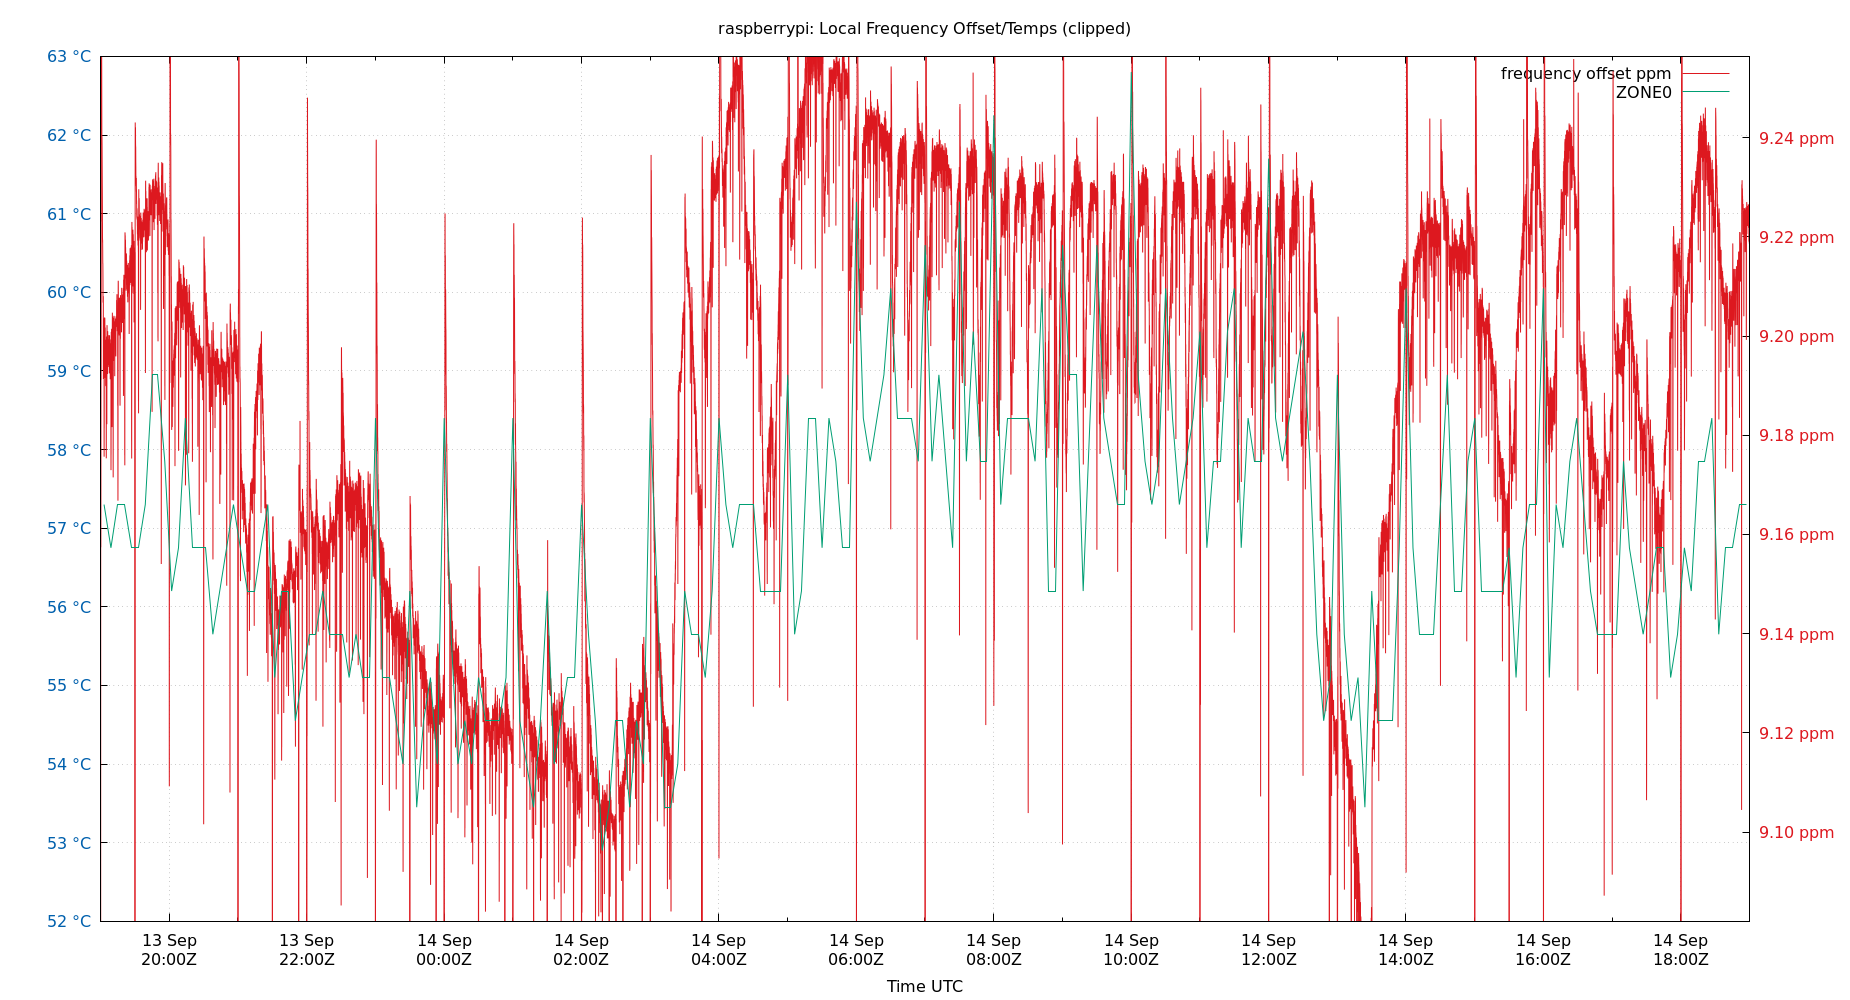 raspberrypi: Local Frequency Offset/Temps (clipped)
63 °C
62 °C
61 °C
60 °C
59 °C
58 °C
57 °C
56 °C
55 °C
54 °C
53 °C
52 °C
frequency offset ppm
ZONE0
9.24 ppm
9.22 ppm
9.20 ppm
9.18 ppm
9.16 ppm
9.14 ppm
9.12 ppm
9.10 ppm
13 Sep
20:00Z
13 Sep
22:00Z
14 Sep
00:00Z
14 Sep
02:00Z
14 Sep
04:00Z
14 Sep
06:00Z
14 Sep
08:00Z
14 Sep
10:00Z
14 Sep
12:00Z
14 Sep
14:00Z
14 Sep
16:00Z
14 Sep
18:00Z
Time UTC